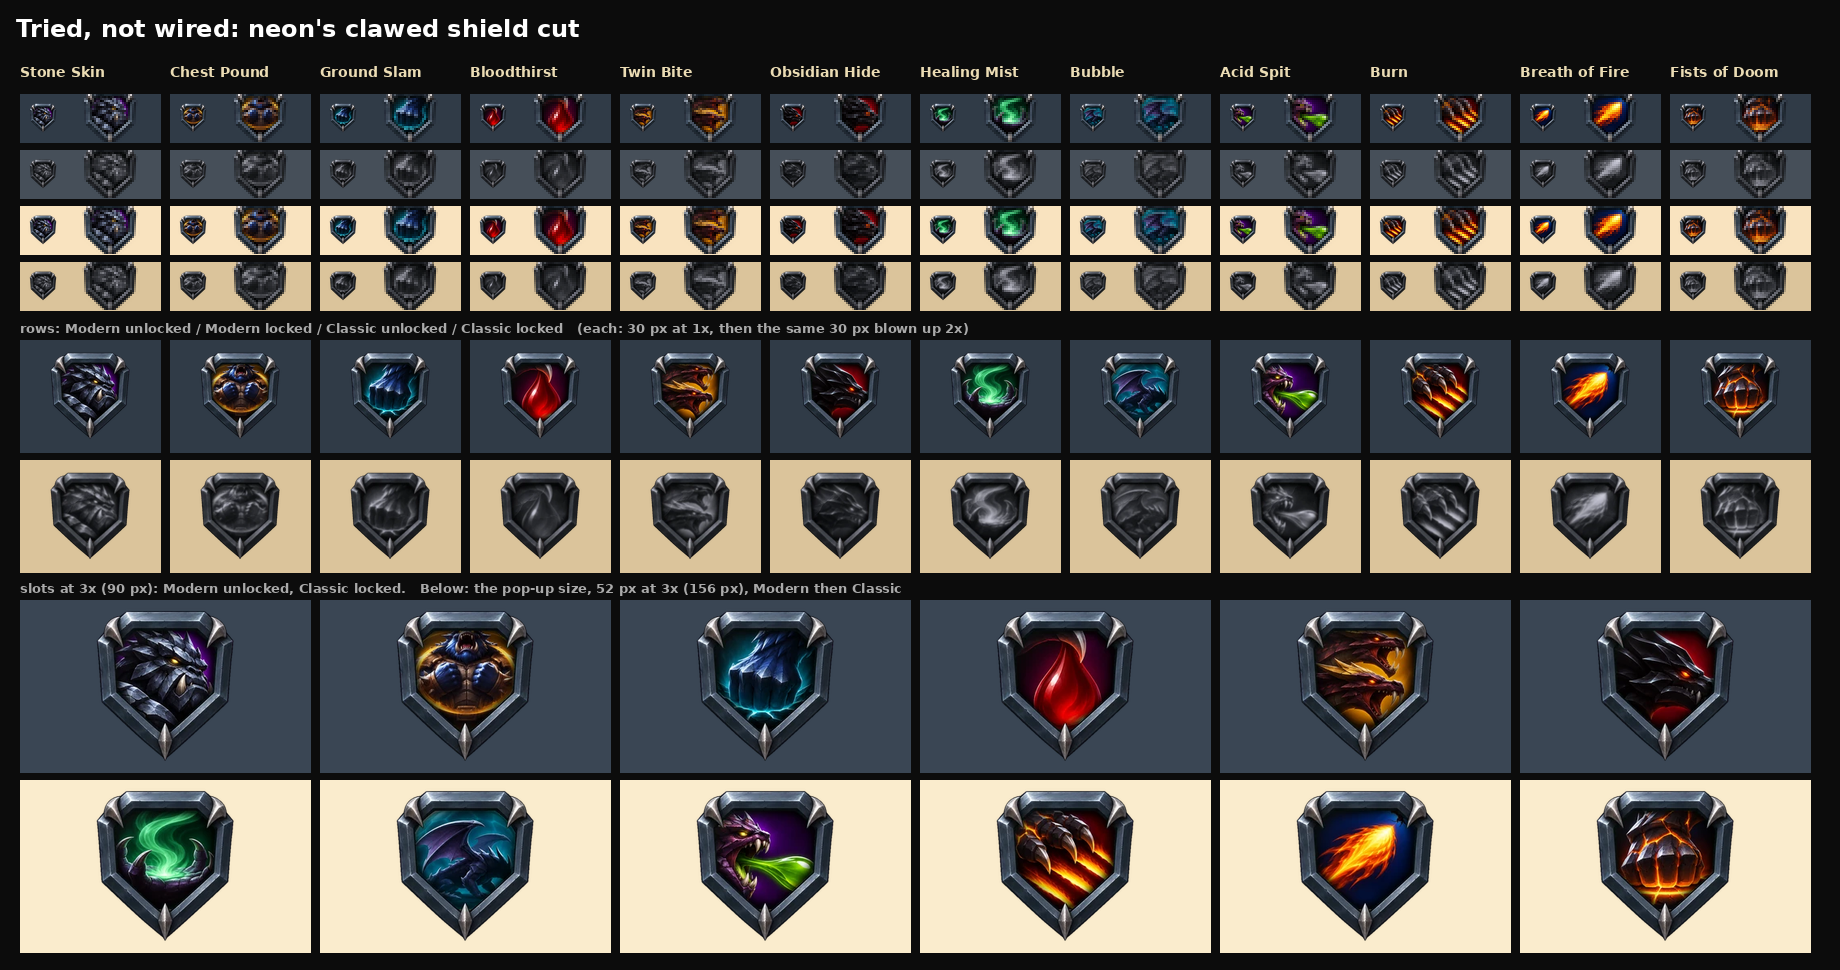 Tried, not wired: neon's clawed shield cut
Stone Skin Chest Pound Ground Slam Bloodthirst Twin Bite Obsidian Hide Healing Mist Bubble Acid Spit Burn Breath of Fire Fists of Doom
rows: Modern unlocked / Modern locked / Classic unlocked / Classic locked (each: 30 px at 1x, then the same 30 px blown up 2x)
slots at 3x (90 px): Modern unlocked, Classic locked. Below: the pop-up size, 52 px at 3x (156 px), Modern then Classic